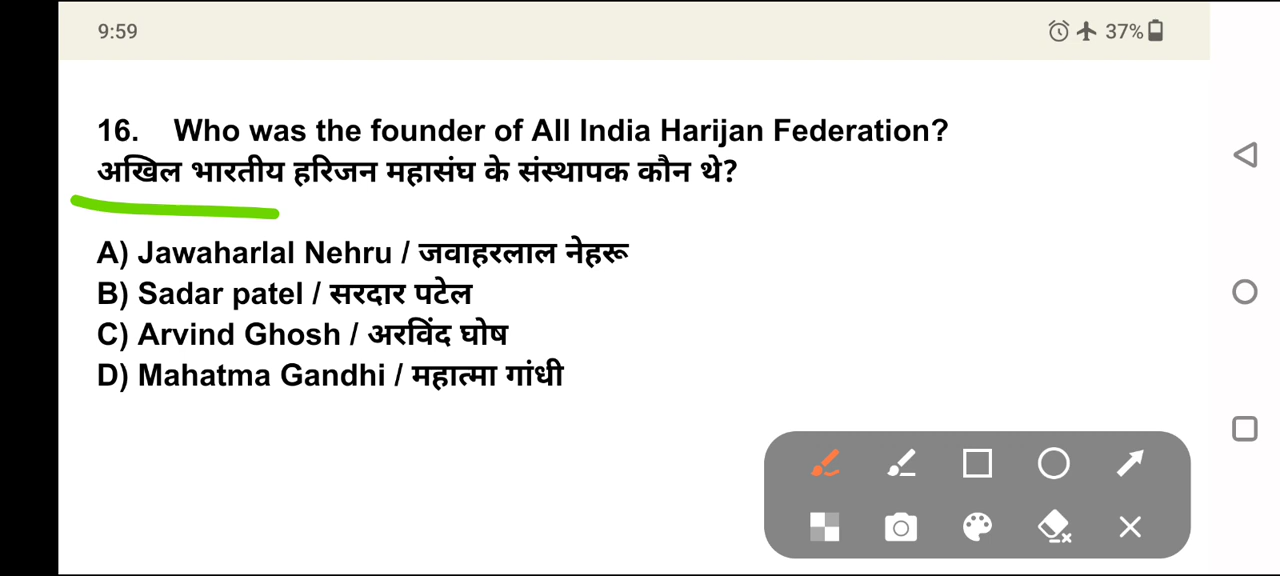 9:59
37%
16. Who was the founder of All India Harijan Federation?
अखिल भारतीय हरिजन महासंघ के संस्थापक कौन थे?
A) Jawaharlal Nehru / जवाहरलाल नेहरू
B) Sadar patel / सरदार पटेल
C) Arvind Ghosh / अरविंद घोष
D) Mahatma Gandhi / महात्मा गांधी